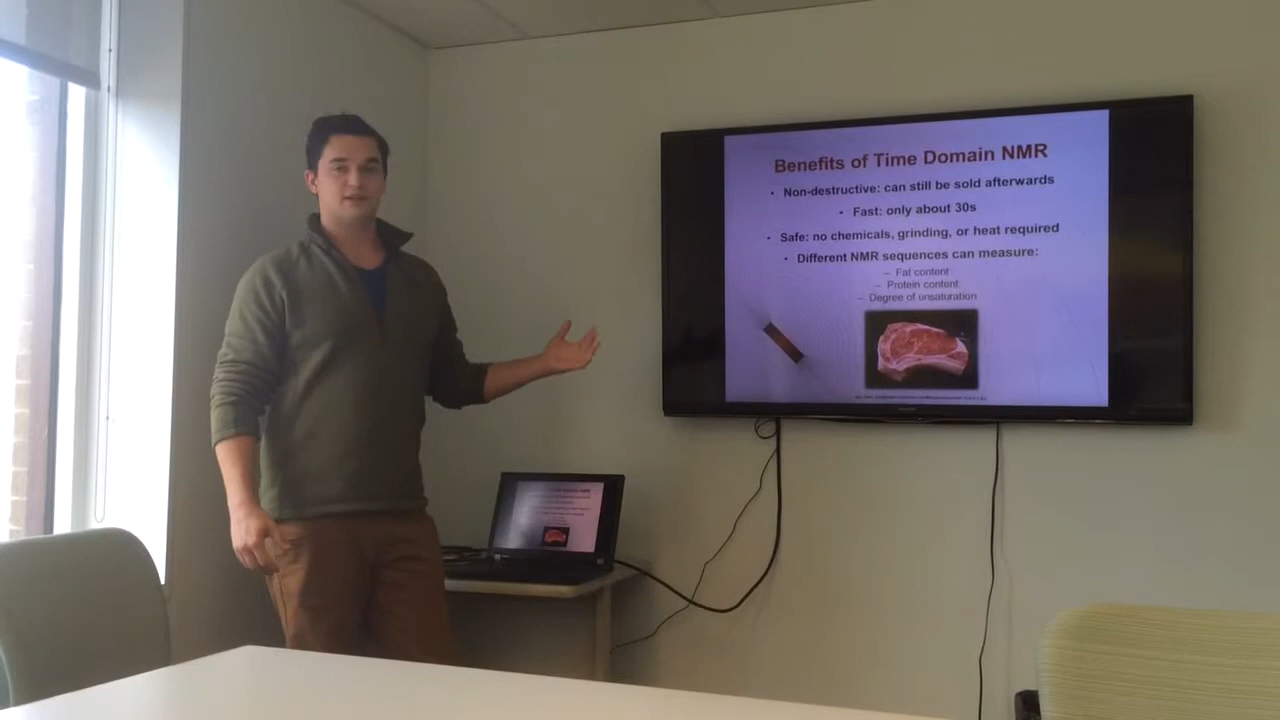 Benefits of Time Domain NMR
• Non-destructive: can still be sold afterwards
• Fast: only about 30s
• Safe: no chemicals, grinding, or heat required
• Different NMR sequences can measure:
– Fat content
– Protein content
– Degree of unsaturation